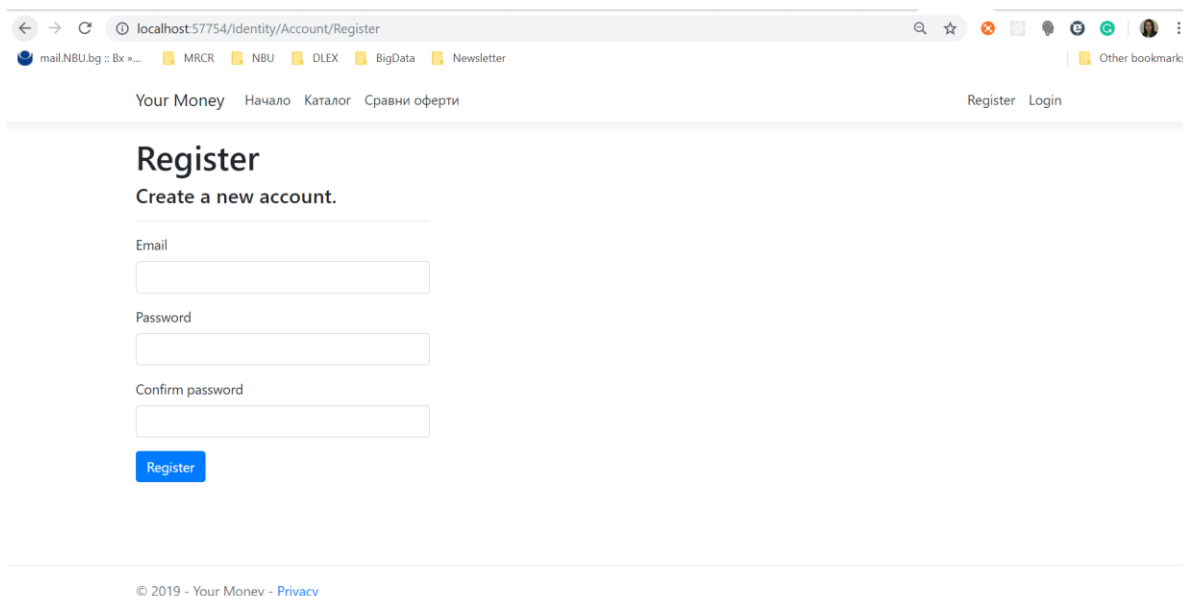 localhost:57754/Identity/Account/Register
mail.NBU.bg :: Вх »... MRCR NBU DLEX BigData Newsletter Other bookmarks
Your Money Начало Каталог Сравни оферти Register Login
Register
Create a new account.
Email
Password
Confirm password
Register
© 2019 - Your Money - Privacy